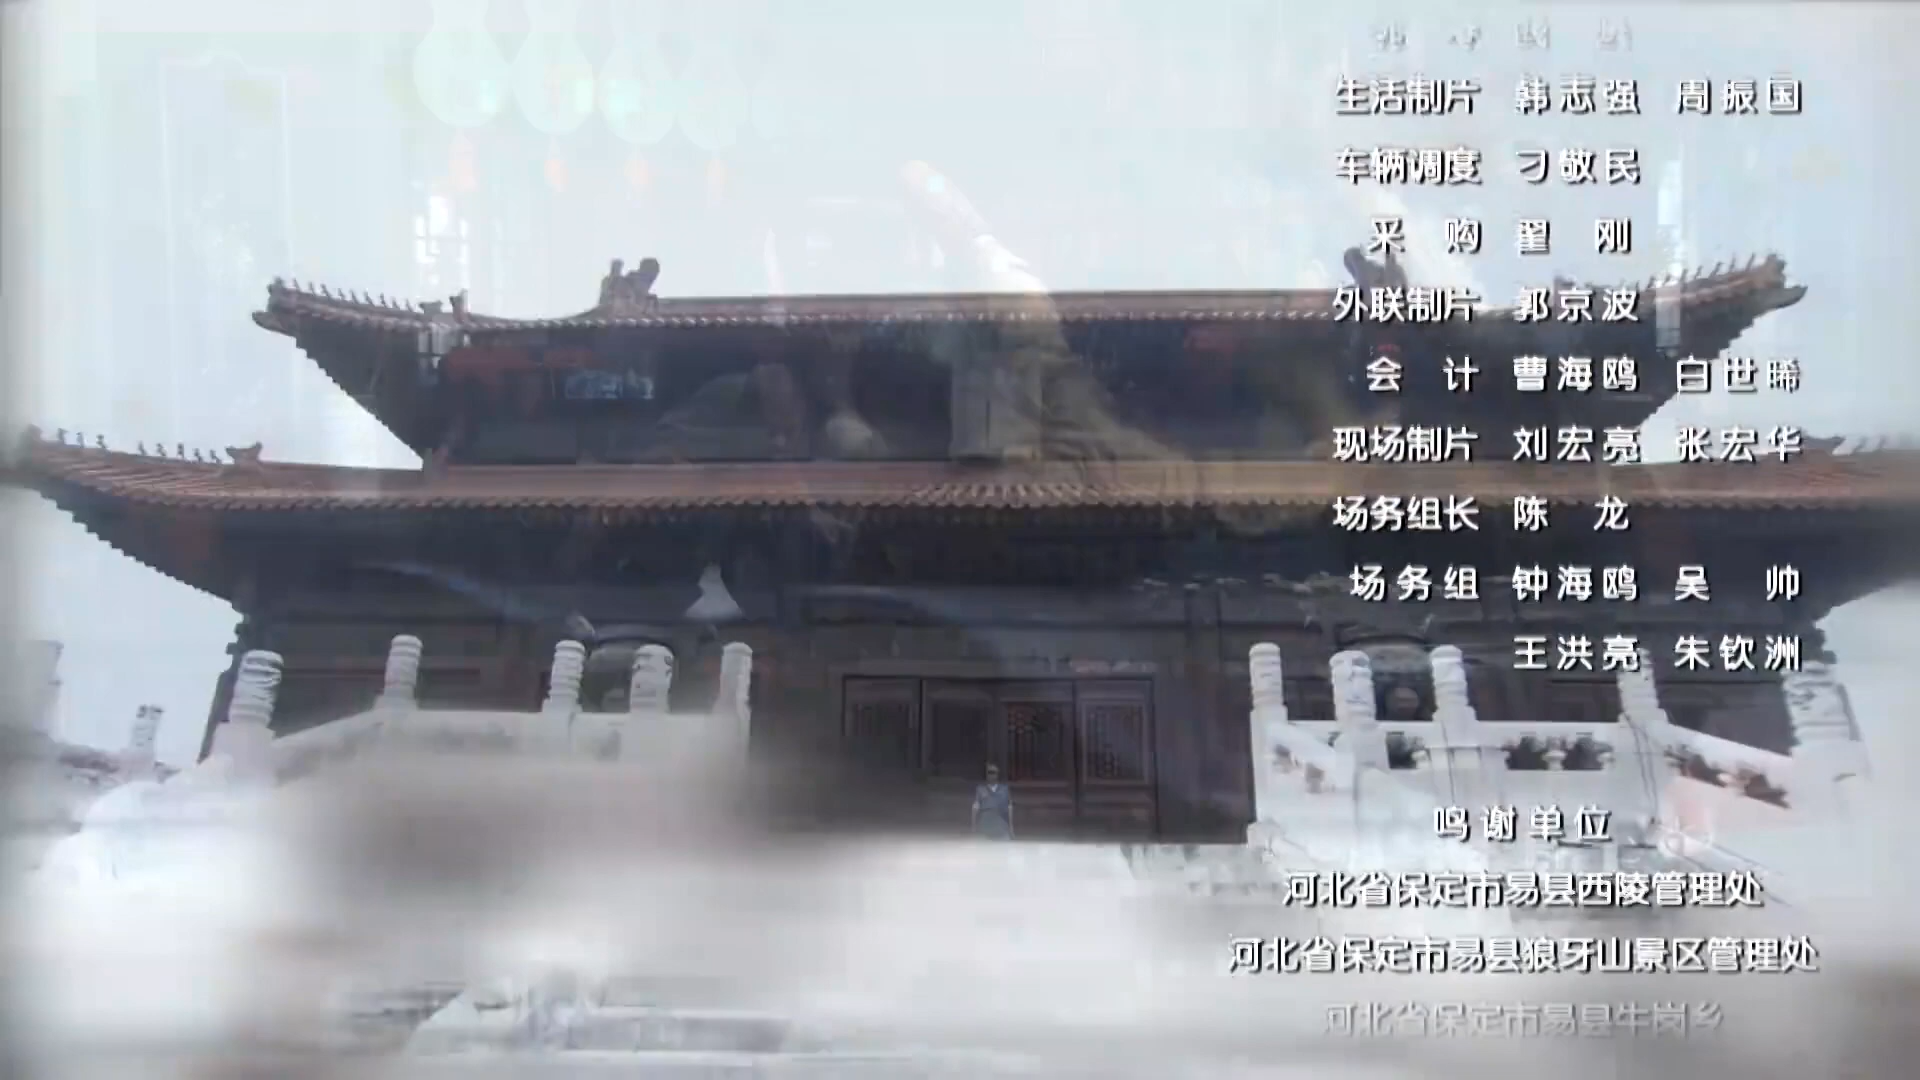 生活制片 韩志强 周振国
车辆调度 刁敬民
采购 翟刚
外联制片 郭京波
会计 曹海鸥 白世晞
现场制片 刘宏亮 张宏华
场务组长 陈龙
场务组 钟海鸥 吴帅
王洪亮 朱钦洲
鸣谢单位
河北省保定市易县西陵管理处
河北省保定市易县狼牙山景区管理处
河北省保定市易县牛岗乡